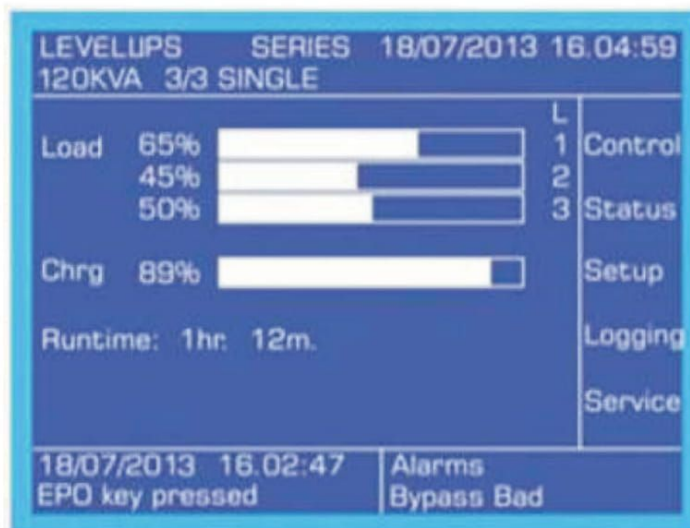 LEVELUPS SERIES 18/07/2013 16.04:59
120KVA 3/3 SINGLE
L
Load 65% 1 Control
45% 2
50% 3 Status
Chrg 89% Setup
Runtime: 1hr. 12m. Logging
Service
18/07/2013 16.02:47 Alarms
EPO key pressed Bypass Bad